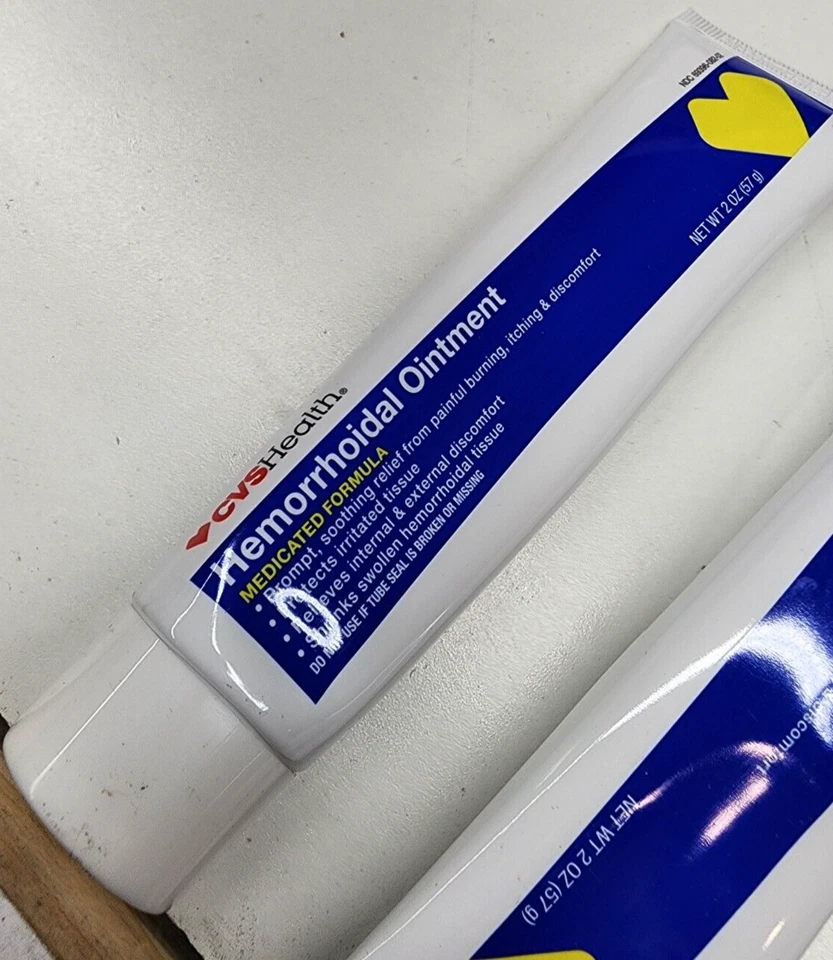 CVSHealth®
Hemorrhoidal Ointment
MEDICATED FORMULA
• Prompt, soothing relief from painful burning, itching & discomfort
• Protects irritated tissue
• Relieves internal & external discomfort
• Shrinks swollen hemorrhoidal tissue
DO NOT USE IF TUBE SEAL IS BROKEN OR MISSING
NET WT 2 OZ (57 g)
NDC
discomfort
NET WT 2 OZ (57 g)